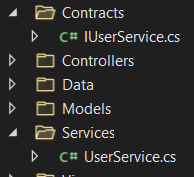 Contracts
C# IUserService.cs
Controllers
Data
Models
Services
C# UserService.cs